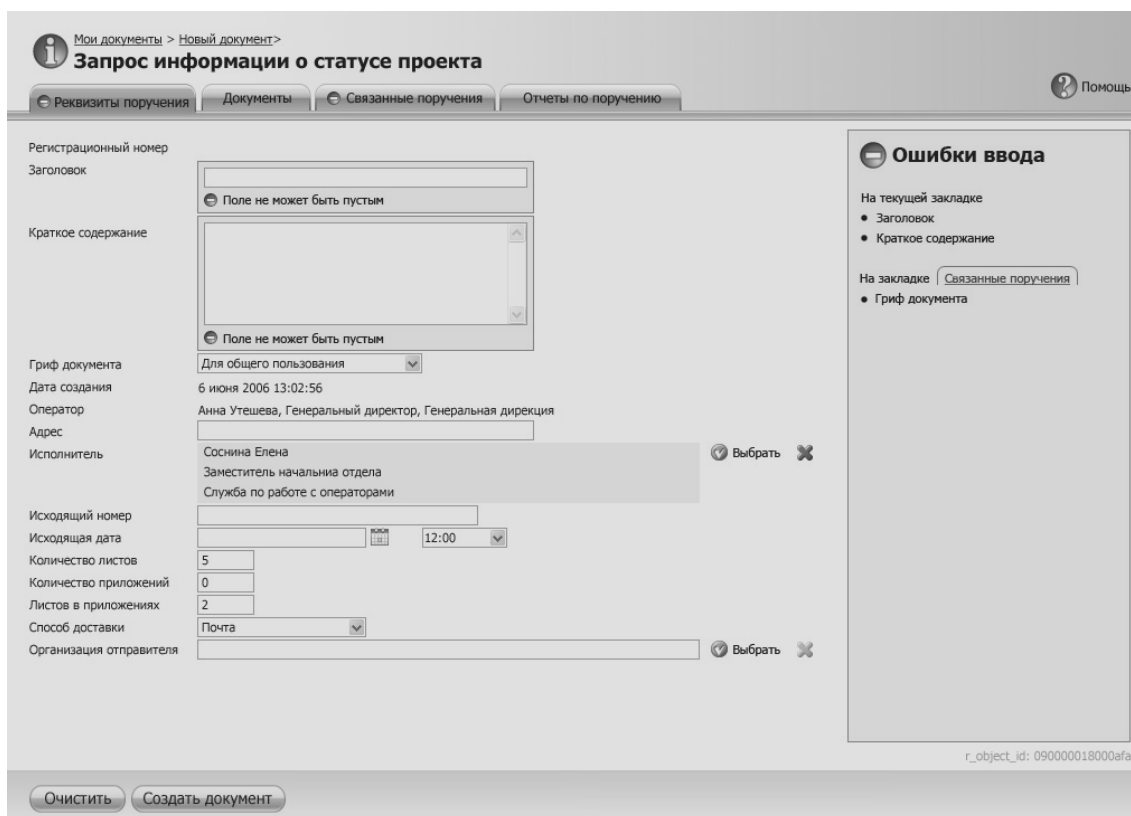 Мои документы > Новый документ>
Запрос информации о статусе проекта
Помощь
Реквизиты поручения Документы Связанные поручения Отчеты по поручению
Регистрационный номер
Заголовок
Поле не может быть пустым
Краткое содержание
Поле не может быть пустым
Гриф документа Для общего пользования
Дата создания 6 июня 2006 13:02:56
Оператор Анна Утешева, Генеральный директор, Генеральная дирекция
Адрес
Исполнитель Соснина Елена Выбрать
Заместитель начальниа отдела
Служба по работе с операторами
Исходящий номер
Исходящая дата 12:00
Количество листов 5
Количество приложений 0
Листов в приложениях 2
Способ доставки Почта
Организация отправителя Выбрать
Ошибки ввода
На текущей закладке
• Заголовок
• Краткое содержание
На закладке Связанные поручения
• Гриф документа
r_object_id: 090000018000afa
Очистить Создать документ